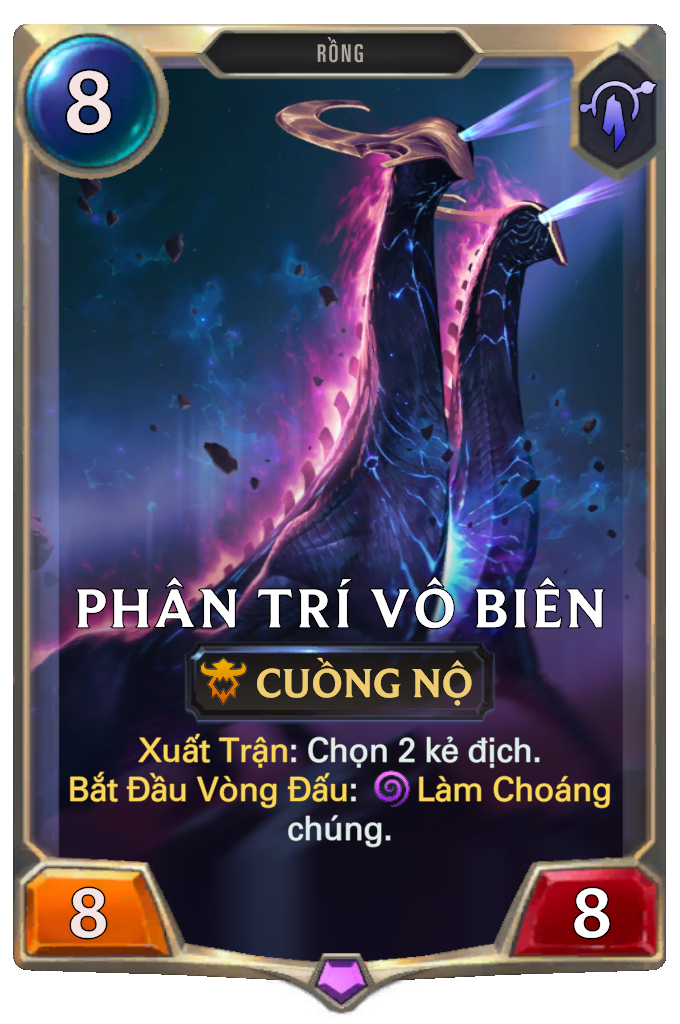 RỒNG
8
PHÂN TRÍ VÔ BIÊN
CUỒNG NỘ
Xuất Trận: Chọn 2 kẻ địch.
Bắt Đầu Vòng Đấu: Làm Choáng
chúng.
8
8